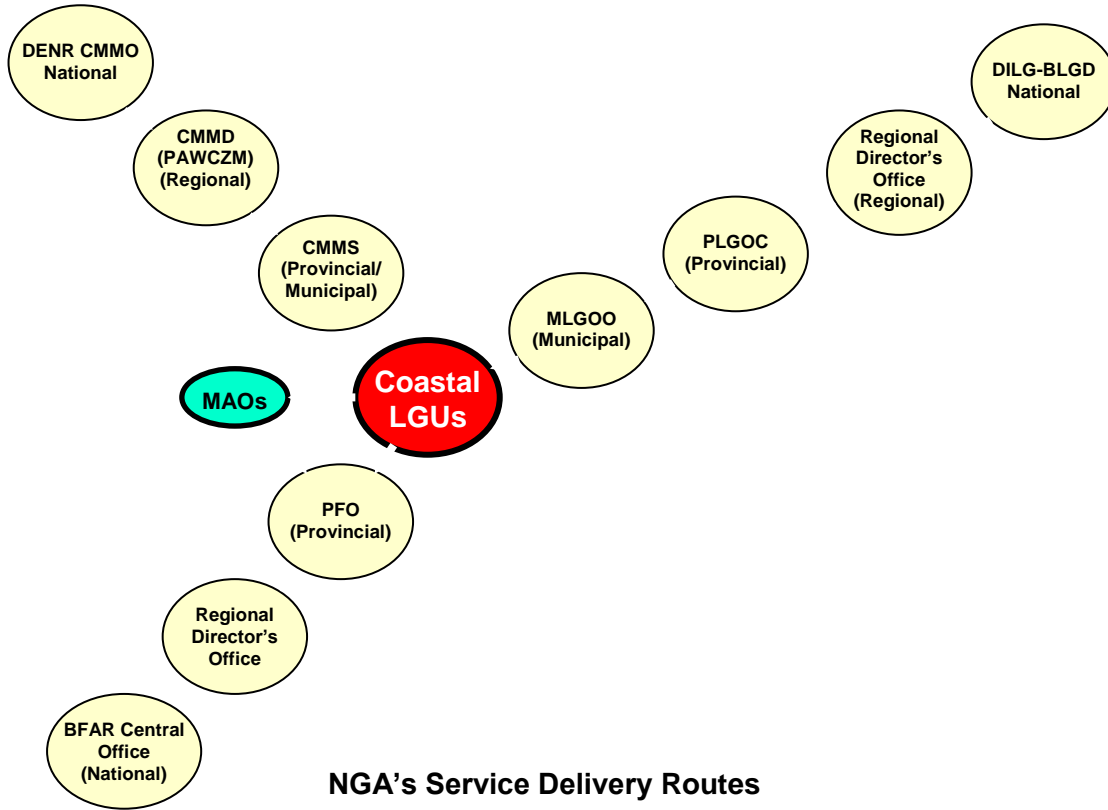 DENR CMMO
National
DILG-BLGD
National
CMMD
(PAWCZM)
(Regional)
Regional
Director's
Office
(Regional)
CMMS
(Provincial/
Municipal)
PLGOC
(Provincial)
MLGOO
(Municipal)
Coastal
LGUs
MAOs
PFO
(Provincial)
Regional
Director's
Office
BFAR Central
Office
(National)
NGA's Service Delivery Routes